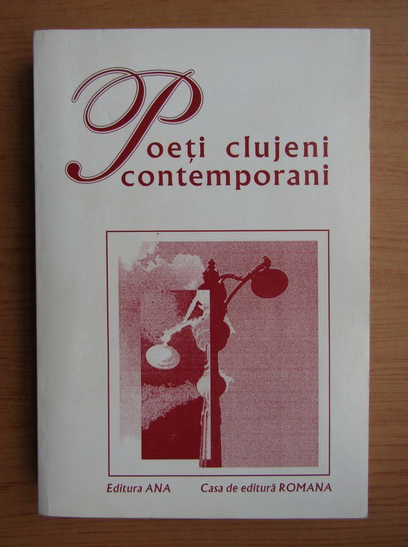 Poeți clujeni
contemporani
Editura ANA Casa de editură ROMANA